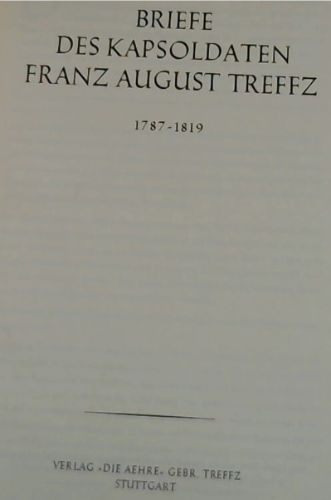 BRIEFE
DES KAPSOLDATEN
FRANZ AUGUST TREFFZ
1787-1819
VERLAG »DIE AEHRE« GEBR. TREFFZ
STUTTGART